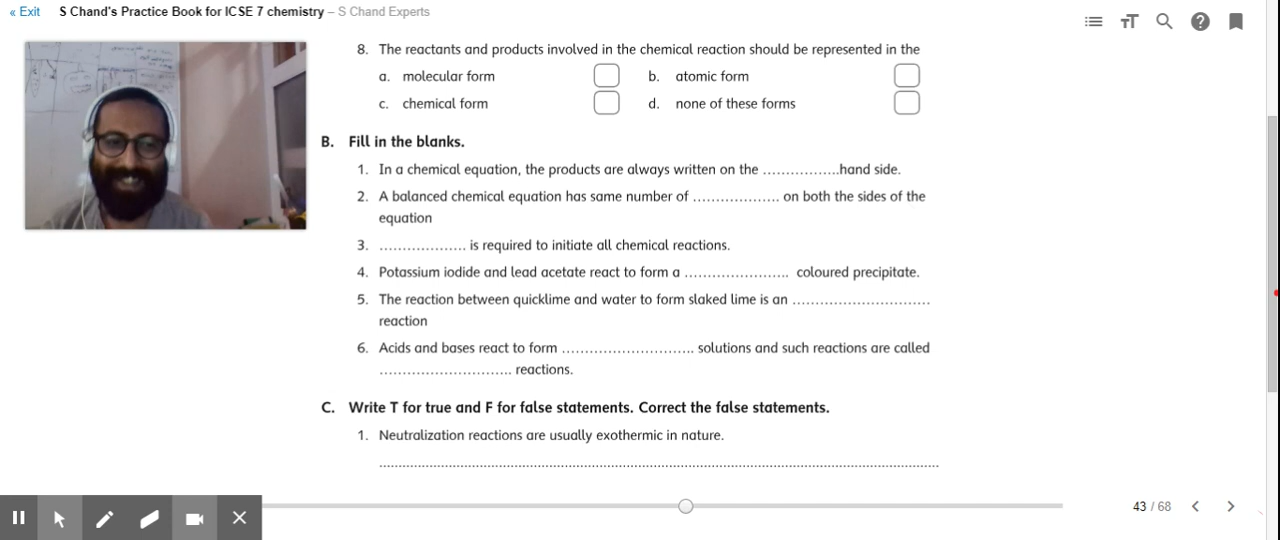 « Exit S Chand's Practice Book for ICSE 7 chemistry – S Chand Experts
8. The reactants and products involved in the chemical reaction should be represented in the
a. molecular form b. atomic form
c. chemical form d. none of these forms
B. Fill in the blanks.
1. In a chemical equation, the products are always written on the ................hand side.
2. A balanced chemical equation has same number of .................. on both the sides of the
equation
3. ................... is required to initiate all chemical reactions.
4. Potassium iodide and lead acetate react to form a ...................... coloured precipitate.
5. The reaction between quicklime and water to form slaked lime is an .............................
reaction
6. Acids and bases react to form ............................ solutions and such reactions are called
............................ reactions.
C. Write T for true and F for false statements. Correct the false statements.
1. Neutralization reactions are usually exothermic in nature.
43 / 68